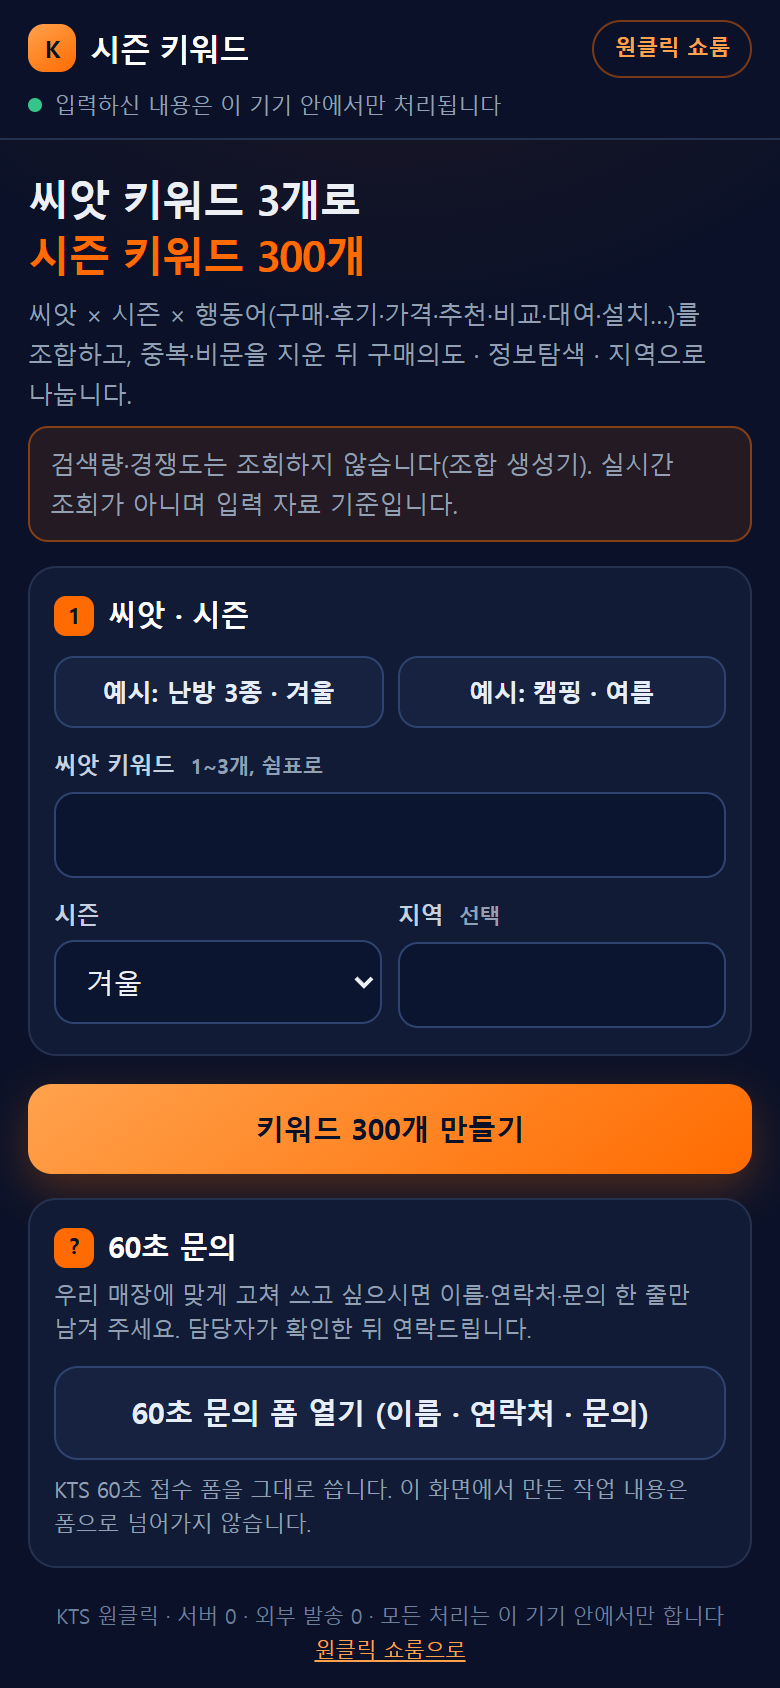 K 시즌 키워드
원클릭 쇼룸
입력하신 내용은 이 기기 안에서만 처리됩니다
씨앗 키워드 3개로
시즌 키워드 300개
씨앗 × 시즌 × 행동어(구매·후기·가격·추천·비교·대여·설치…)를
조합하고, 중복·비문을 지운 뒤 구매의도 · 정보탐색 · 지역으로
나눕니다.
검색량·경쟁도는 조회하지 않습니다(조합 생성기). 실시간
조회가 아니며 입력 자료 기준입니다.
1 씨앗 · 시즌
예시: 난방 3종 · 겨울
예시: 캠핑 · 여름
씨앗 키워드 1~3개, 쉼표로
시즌
지역 선택
겨울
키워드 300개 만들기
? 60초 문의
우리 매장에 맞게 고쳐 쓰고 싶으시면 이름·연락처·문의 한 줄만
남겨 주세요. 담당자가 확인한 뒤 연락드립니다.
60초 문의 폼 열기 (이름 · 연락처 · 문의)
KTS 60초 접수 폼을 그대로 씁니다. 이 화면에서 만든 작업 내용은
폼으로 넘어가지 않습니다.
KTS 원클릭 · 서버 0 · 외부 발송 0 · 모든 처리는 이 기기 안에서만 합니다
원클릭 쇼룸으로